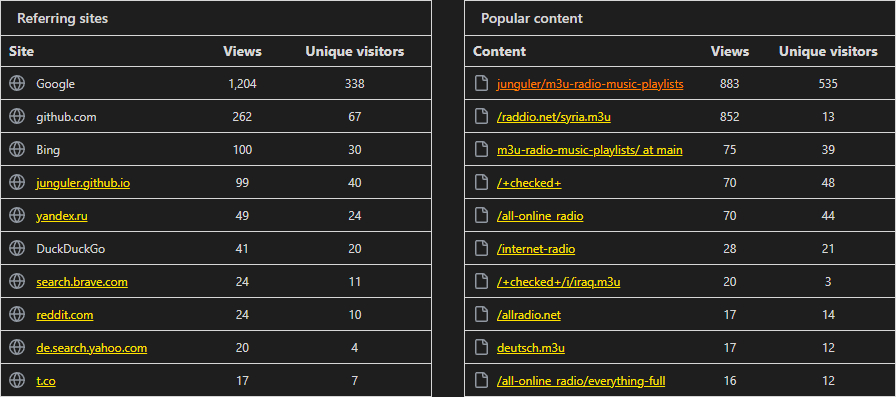 Referring sites
Site Views Unique visitors
Google 1,204 338
github.com 262 67
Bing 100 30
junguler.github.io 99 40
yandex.ru 49 24
DuckDuckGo 41 20
search.brave.com 24 11
reddit.com 24 10
de.search.yahoo.com 20 4
t.co 17 7
Popular content
Content Views Unique visitors
junguler/m3u-radio-music-playlists 883 535
/raddio.net/syria.m3u 852 13
m3u-radio-music-playlists/ at main 75 39
/+checked+ 70 48
/all-online_radio 70 44
/internet-radio 28 21
/+checked+/i/iraq.m3u 20 3
/allradio.net 17 14
deutsch.m3u 17 12
/all-online_radio/everything-full 16 12